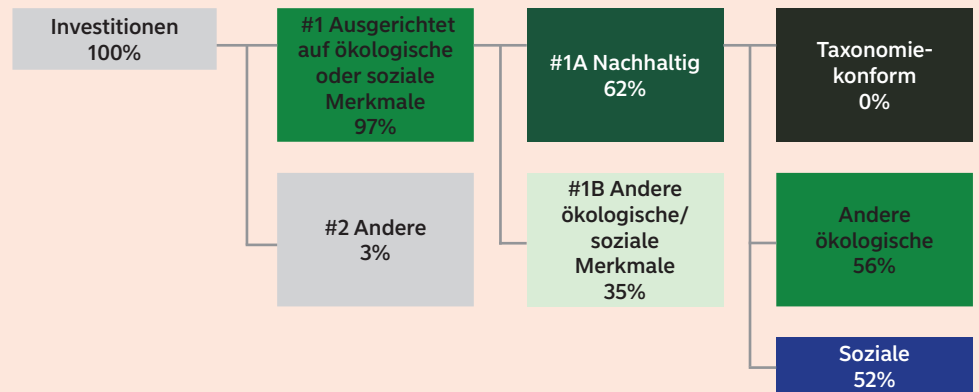 Investitionen
100%
#1 Ausgerichtet
auf ökologische
oder soziale
Merkmale
97%
#2 Andere
3%
#1A Nachhaltig
62%
#1B Andere
ökologische/
soziale
Merkmale
35%
Taxonomie-
konform
0%
Andere
ökologische
56%
Soziale
52%